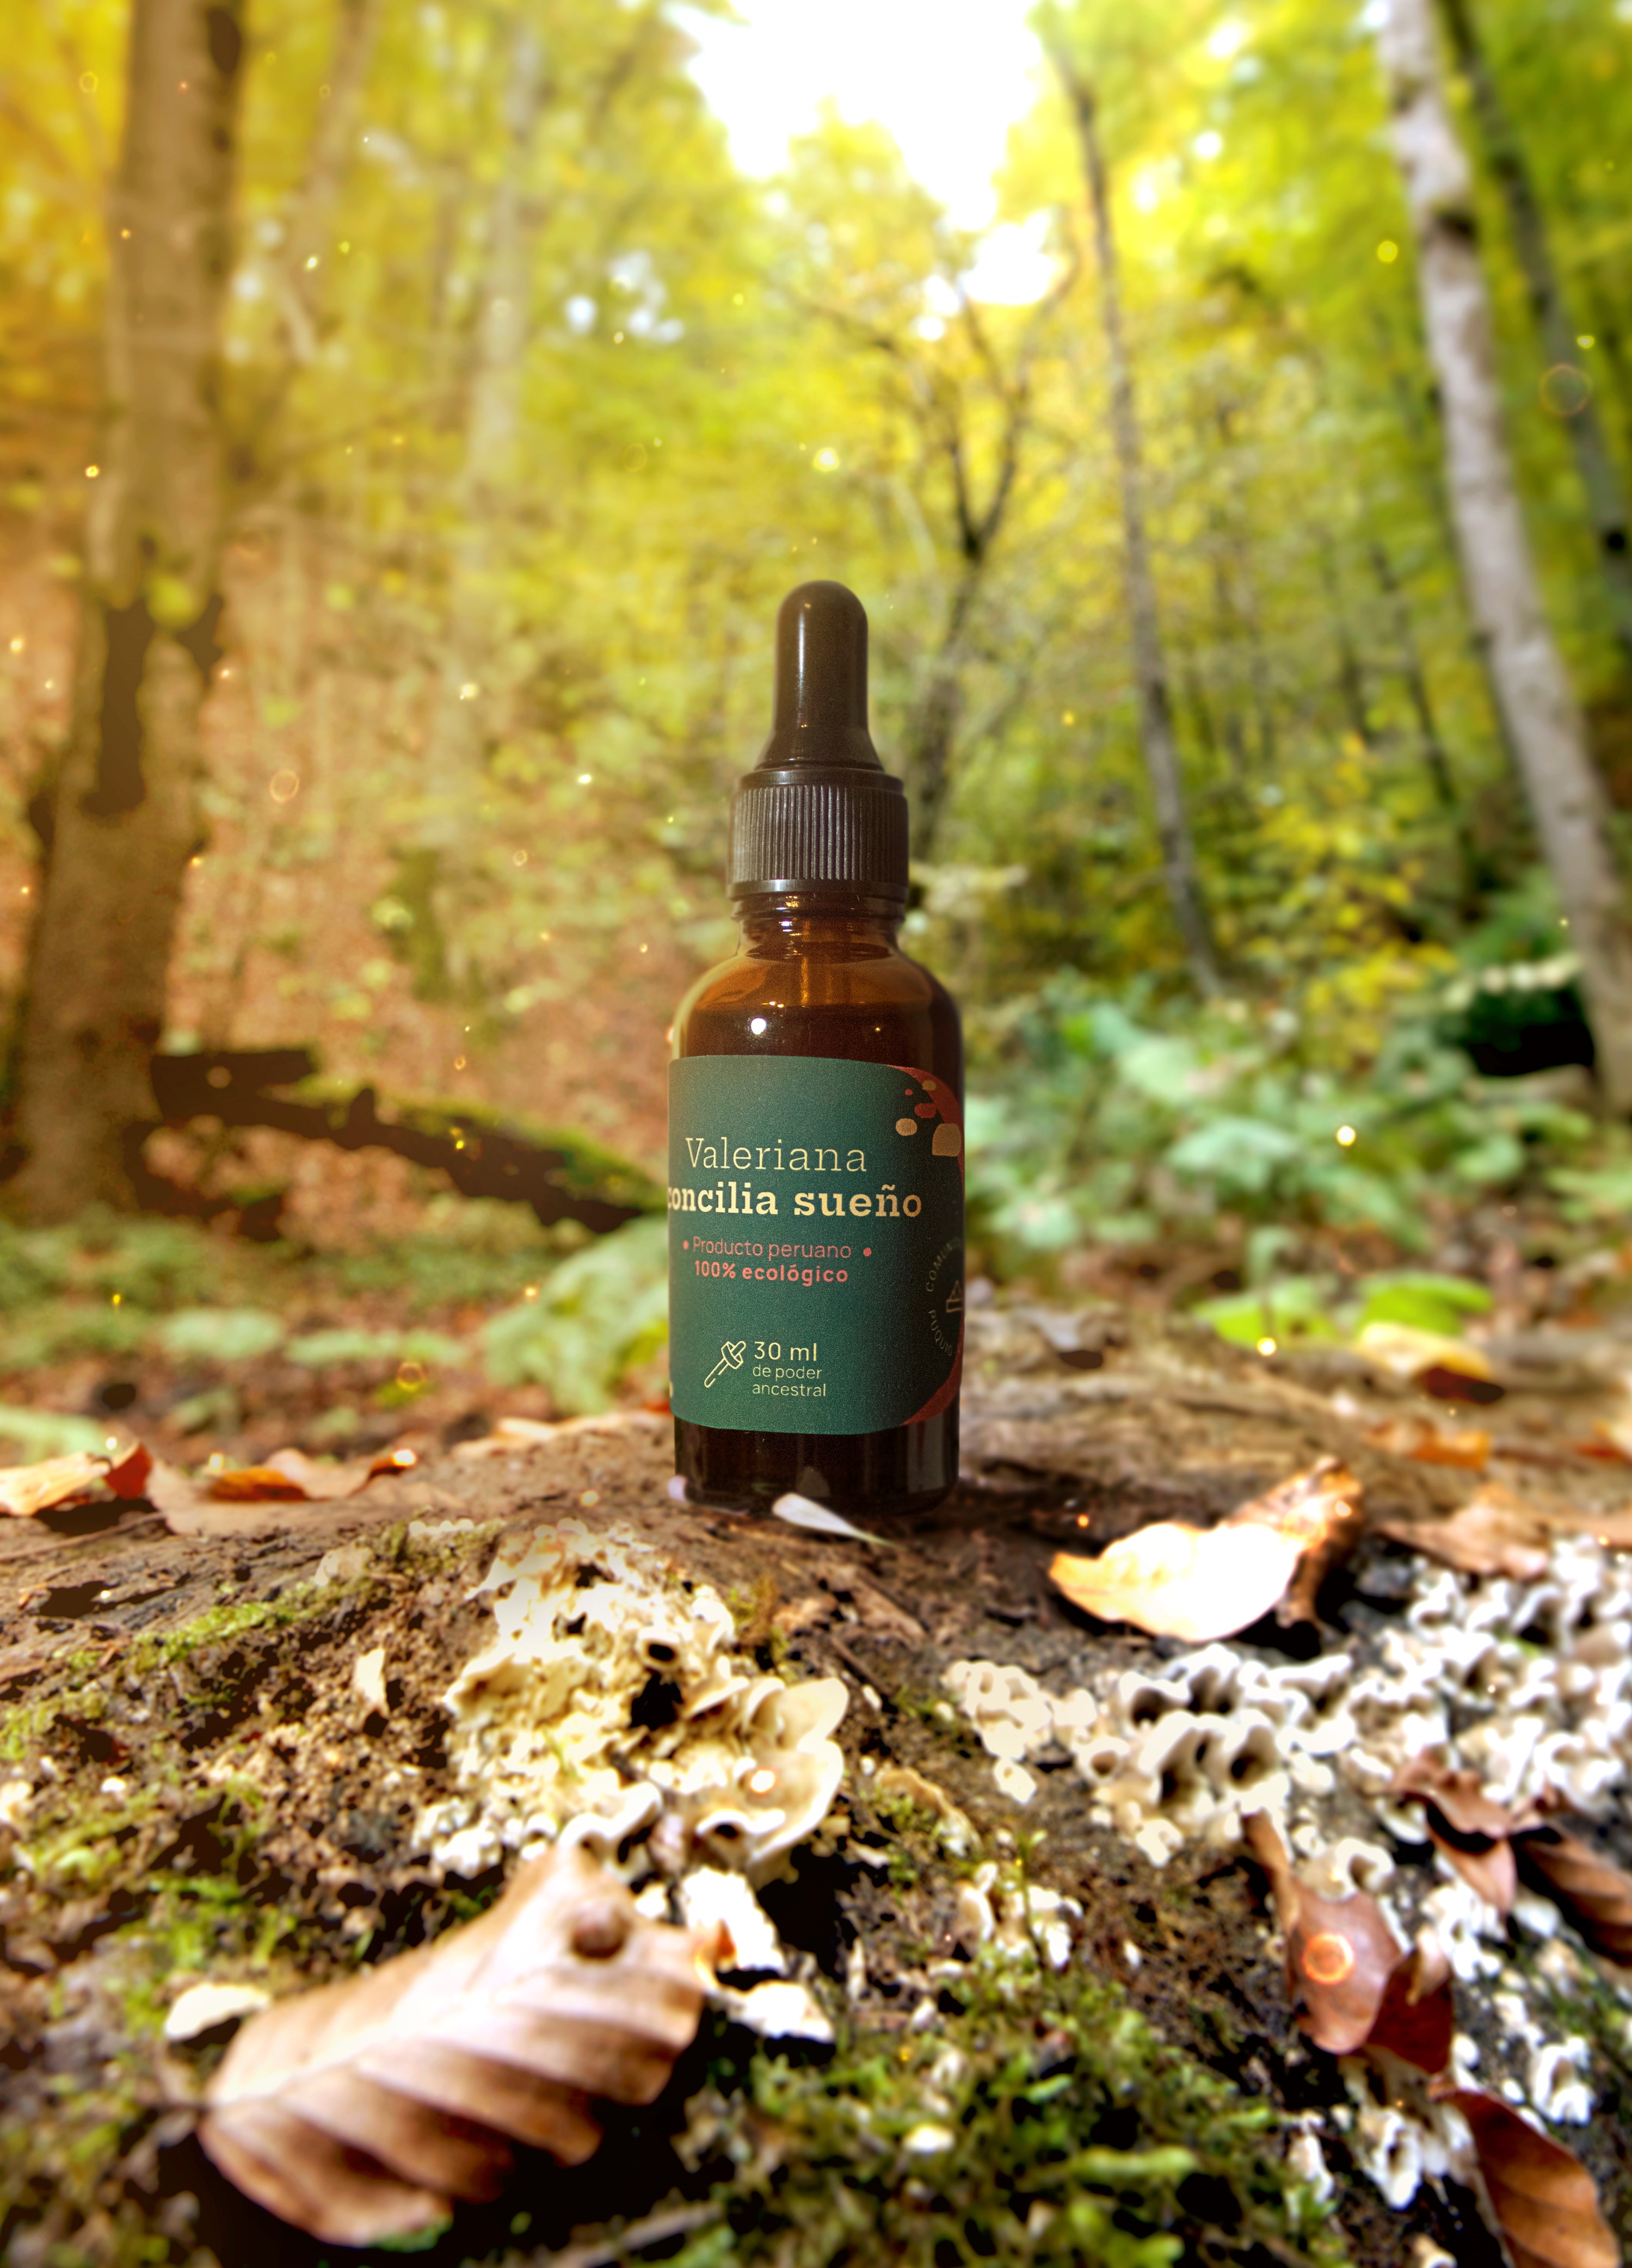 Valeriana
concilia sueño
• Producto peruano •
100% ecológico
30 ml
de poder
ancestral